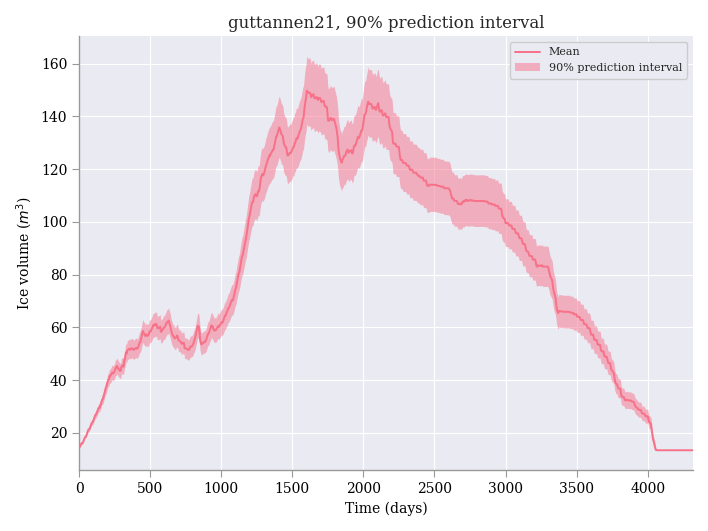 guttannen21, 90% prediction interval
Mean
90% prediction interval
Ice volume (m³)
160
140
120
100
80
60
40
20
0 500 1000 1500 2000 2500 3000 3500 4000
Time (days)